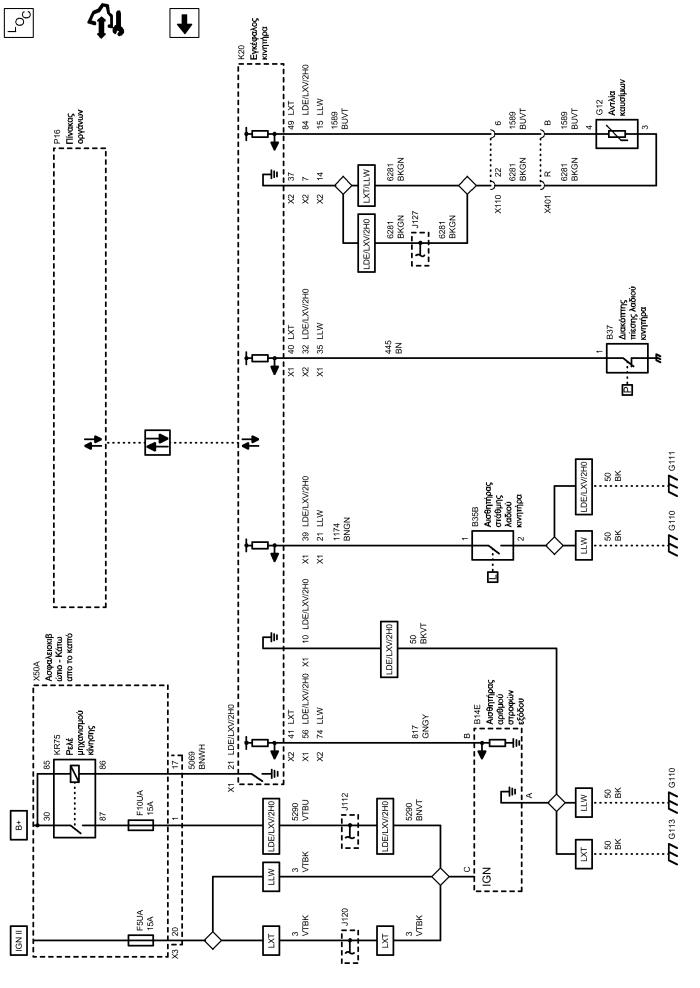 LOC
P16
Πίνακας
οργάνων
K20
Εγκέφαλος
κινητήρα
X50A
Ασφαλειοκιβ
ώτιο - Κάτω
από το καπό
KR75
Ρελέ
μηχανισμού
κίνησης
B+
IGN II
85
86
30
87
F10UA
15A
F5UA
15A
17
1
20
X3
5069
BNWH
X1
21 LDE/LXV/2H0
X2 41 LXT
X1 56 LDE/LXV/2H0
X2 74 LLW
X1 10 LDE/LXV/2H0
X1 39 LDE/LXV/2H0
X1 21 LLW
1174
BNGN
X1 40 LXT
X2 32 LDE/LXV/2H0
X1 35 LLW
X2 37
X2 7
X2 14
49 LXT
84 LDE/LXV/2H0
15 LLW
1589
BUVT
LXT/LLW
LDE/LXV/2H0
6281
BKGN
6281
BKGN
J127
6281
BKGN
X110
22
6
6281
BKGN
1589
BUVT
X401
R
B
6281
BKGN
1589
BUVT
G12
Αντλία
καυσίμων
4
3
445
BN
B37
Διακόπτης
πίεσης λαδιού
κινητήρα
1
P
B35B
Αισθητήρας
στάθμης
λαδιού
κινητήρα
1
2
L
LDE/LXV/2H0
LLW
50
BK
50
BK
G111
G110
LDE/LXV/2H0
50
BKVT
817
GNGY
B14E
Αισθητήρας
αριθμού
στροφών
εξόδου
B
A
C
IGN
LDE/LXV/2H0
5290
VTBU
J112
LDE/LXV/2H0
5290
BNVT
LLW
3
VTBK
LXT
3
VTBK
J120
LXT
3
VTBK
LLW
LXT
50
BK
50
BK
G110
G113